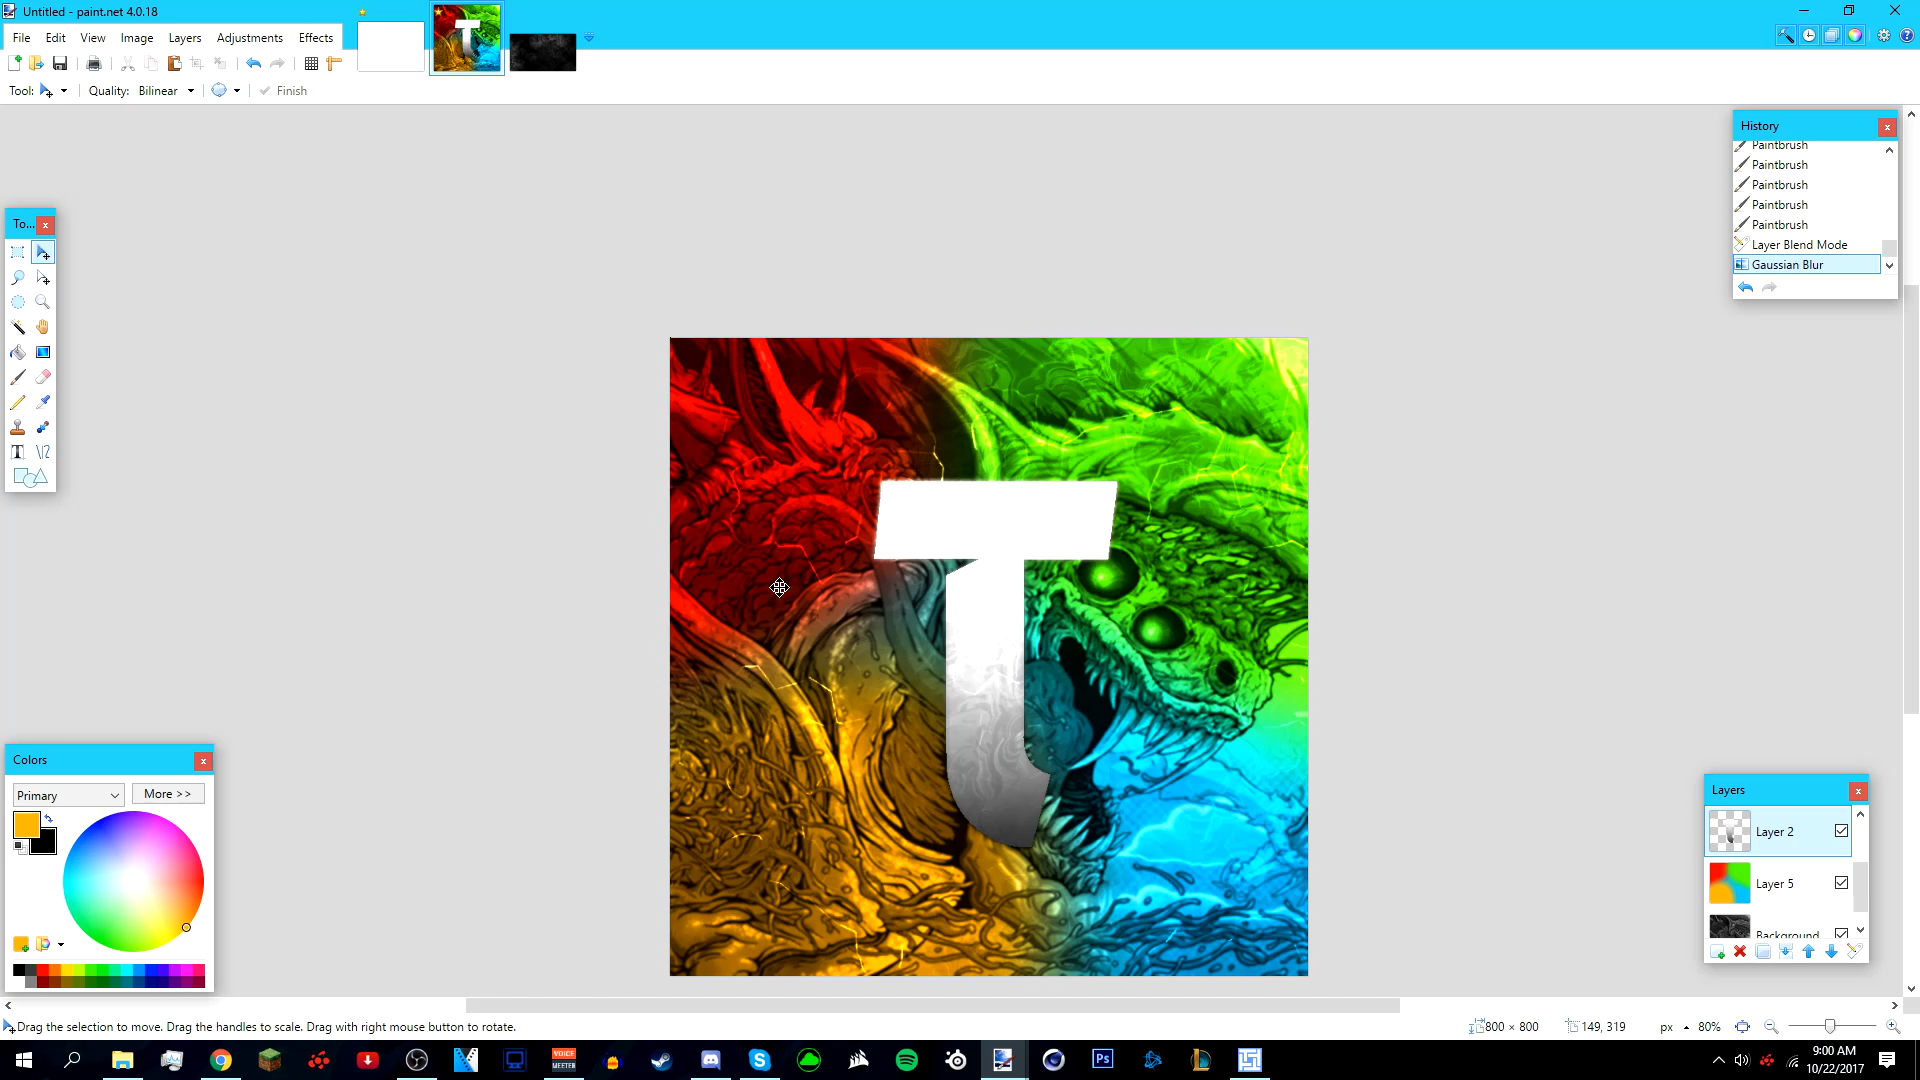 Untitled - paint.net 4.0.18
File Edit View Image Layers Adjustments Effects
Tool: Quality: Bilinear Finish
History
Paintbrush
Paintbrush
Paintbrush
Paintbrush
Paintbrush
Layer Blend Mode
Gaussian Blur
To...
T
Colors
Primary
More >>
Layers
Layer 2
Layer 5
Background
Drag the selection to move. Drag the handles to scale. Drag with right mouse button to rotate.
800 × 800
149, 319
px
80%
VOICE
MEETER
Ps
9:00 AM
10/22/2017